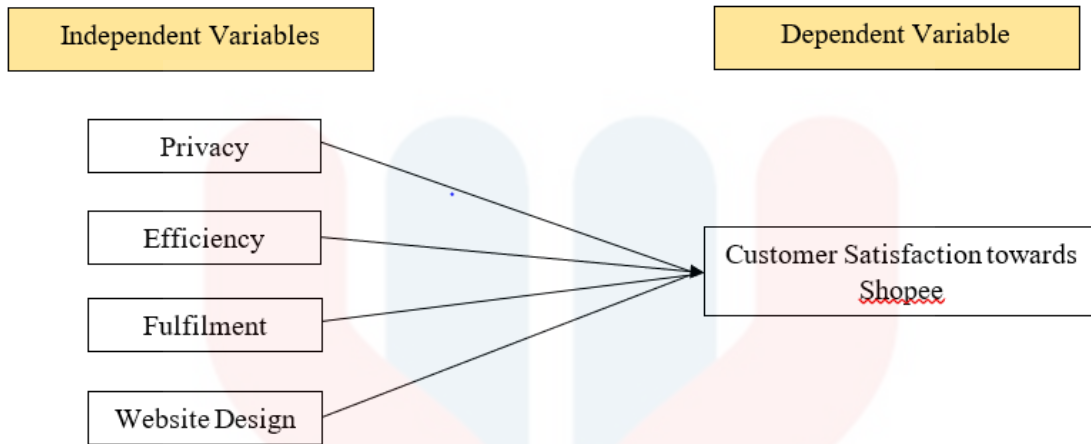 Independent Variables
Dependent Variable
Privacy
Efficiency
Fulfilment
Website Design
Customer Satisfaction towards
Shopee